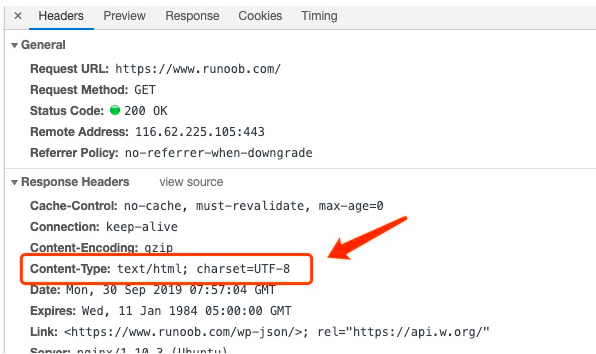 × Headers Preview Response Cookies Timing
▼ General
Request URL: https://www.runoob.com/
Request Method: GET
Status Code: 200 OK
Remote Address: 116.62.225.105:443
Referrer Policy: no-referrer-when-downgrade
▼ Response Headers view source
Cache-Control: no-cache, must-revalidate, max-age=0
Connection: keep-alive
Content-Encoding: gzip
Content-Type: text/html; charset=UTF-8
Date: Mon, 30 Sep 2019 07:57:04 GMT
Expires: Wed, 11 Jan 1984 05:00:00 GMT
Link: <https://www.runoob.com/wp-json/>; rel="https://api.w.org/"
Server: nginx/1.10.3 (Ubuntu)